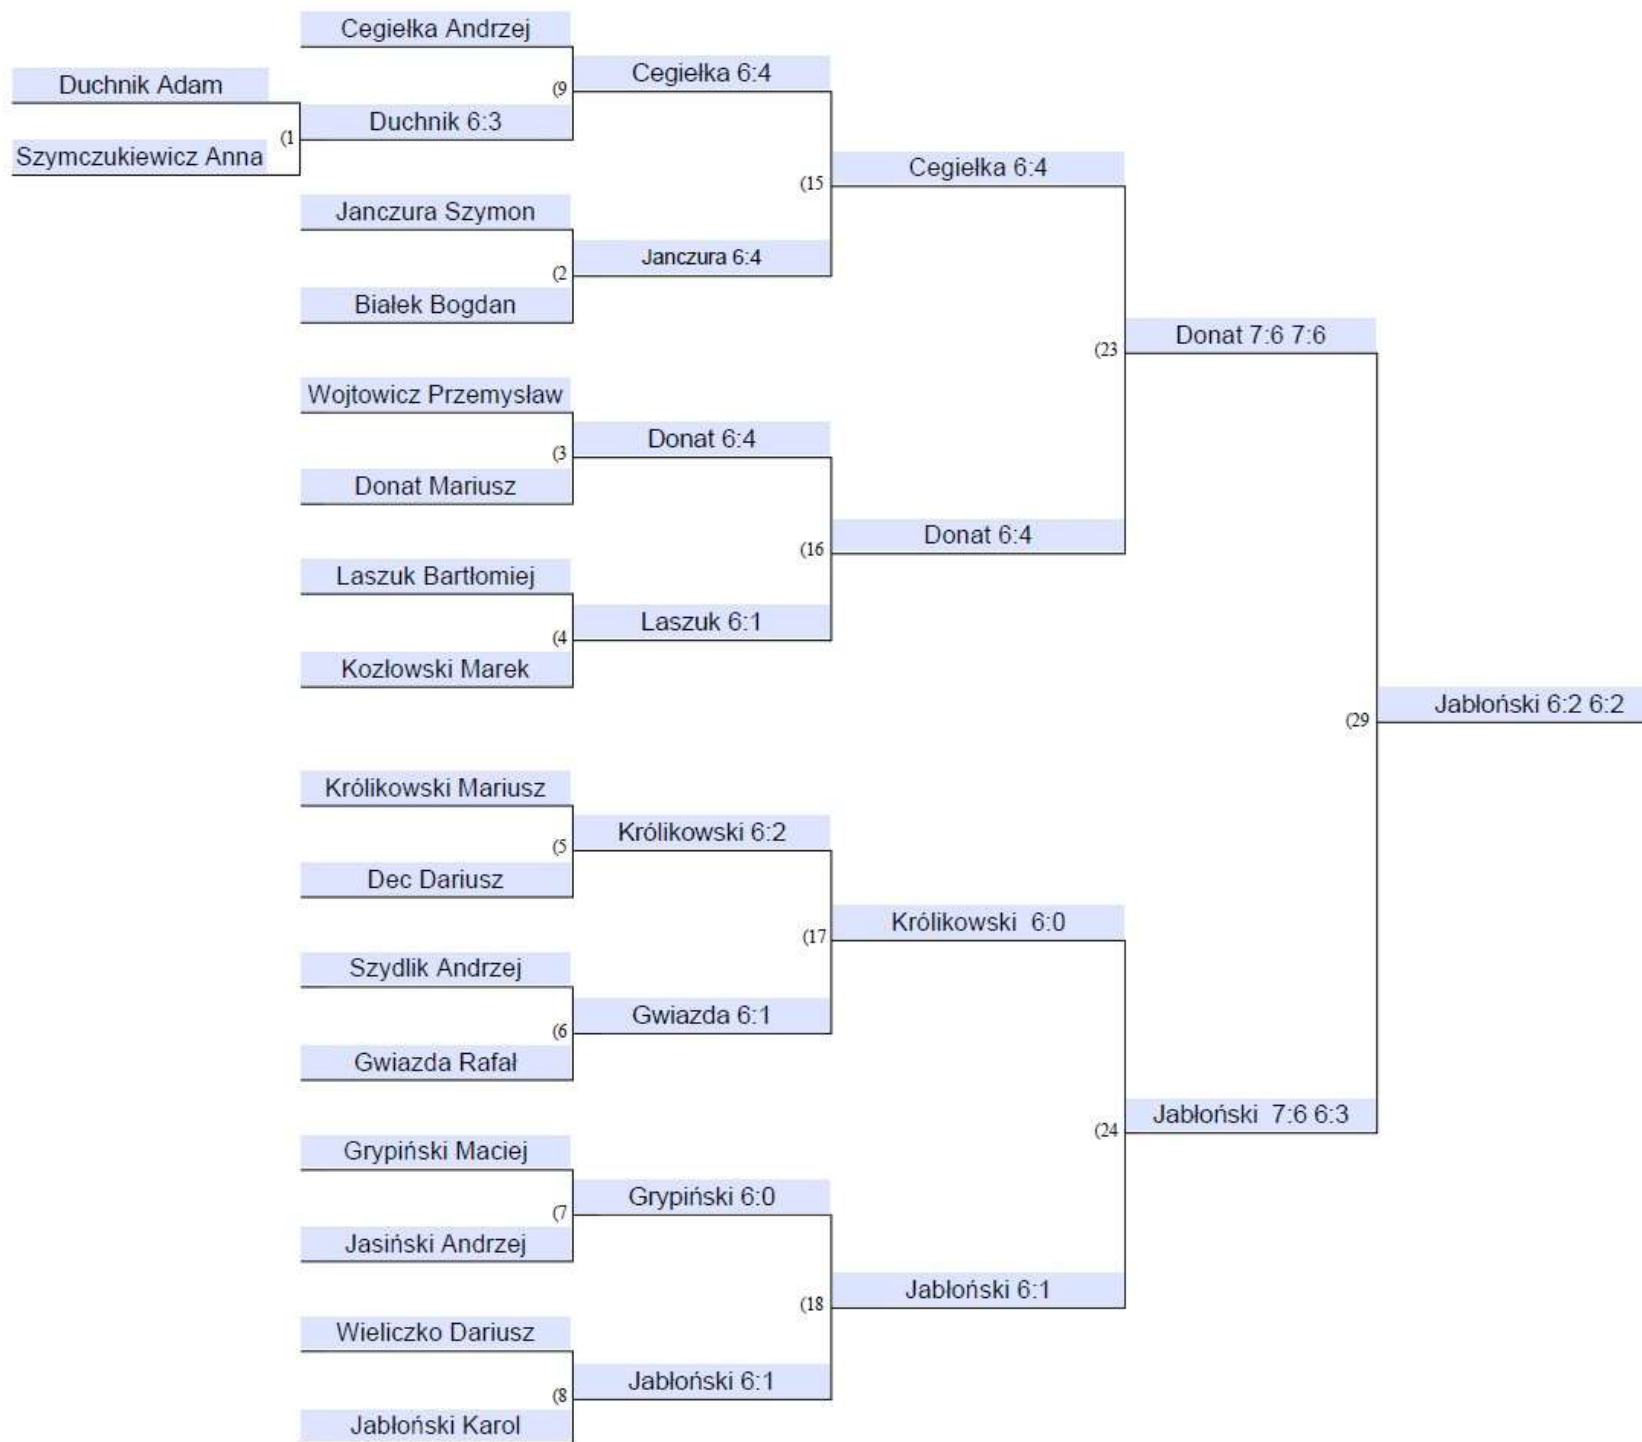 Cegiełka Andrzej
Duchnik Adam
Cegiełka 6:4
(9
Duchnik 6:3
(1
Szymczukiewicz Anna
Cegiełka 6:4
(15
Janczura Szymon
Janczura 6:4
(2
Białek Bogdan
Donat 7:6 7:6
(23
Wojtowicz Przemysław
Donat 6:4
(3
Donat Mariusz
Donat 6:4
(16
Laszuk Bartłomiej
Laszuk 6:1
(4
Kozłowski Marek
Jabłoński 6:2 6:2
(29
Królikowski Mariusz
Królikowski 6:2
(5
Dec Dariusz
Królikowski  6:0
(17
Szydlik Andrzej
Gwiazda 6:1
(6
Gwiazda Rafał
Jabłoński  7:6 6:3
(24
Grypiński Maciej
Grypiński 6:0
(7
Jasiński Andrzej
Jabłoński 6:1
(18
Wieliczko Dariusz
Jabłoński 6:1
(8
Jabłoński Karol